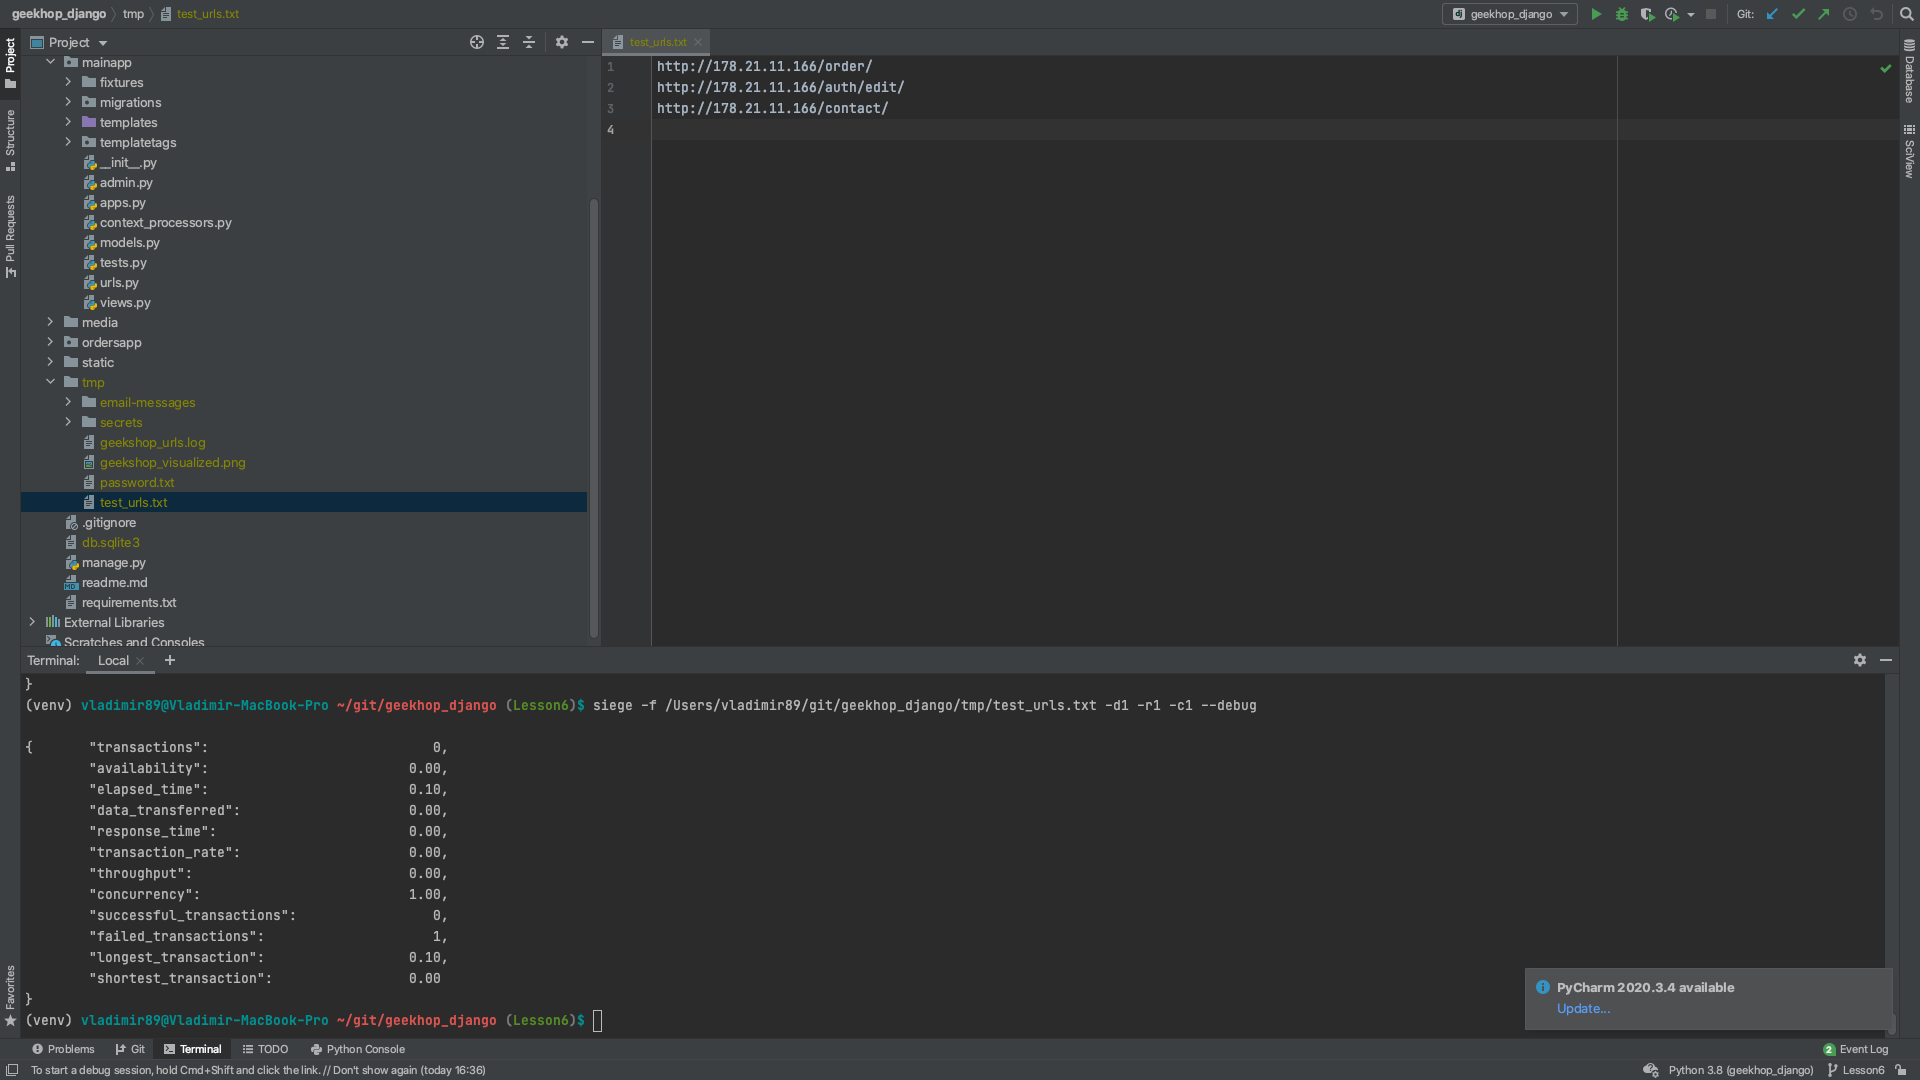 geekhop_django
tmp
test_urls.txt
geekhop_django
Git:
Project
Structure
Pull Requests
Favorites
Project
mainapp
fixtures
migrations
templates
templatetags
__init__.py
admin.py
apps.py
context_processors.py
models.py
tests.py
urls.py
views.py
media
ordersapp
static
tmp
email-messages
secrets
geekshop_urls.log
geekshop_visualized.png
password.txt
test_urls.txt
.gitignore
db.sqlite3
manage.py
readme.md
requirements.txt
External Libraries
Scratches and Consoles
test_urls.txt
1 http://178.21.11.166/order/
2 http://178.21.11.166/auth/edit/
3 http://178.21.11.166/contact/
4
Database
SciView
Terminal: Local +
}
(venv) vladimir89@Vladimir-MacBook-Pro ~/git/geekhop_django (Lesson6)$ siege -f /Users/vladimir89/git/geekhop_django/tmp/test_urls.txt -d1 -r1 -c1 --debug
{ "transactions": 0,
"availability": 0.00,
"elapsed_time": 0.10,
"data_transferred": 0.00,
"response_time": 0.00,
"transaction_rate": 0.00,
"throughput": 0.00,
"concurrency": 1.00,
"successful_transactions": 0,
"failed_transactions": 1,
"longest_transaction": 0.10,
"shortest_transaction": 0.00
}
(venv) vladimir89@Vladimir-MacBook-Pro ~/git/geekhop_django (Lesson6)$
PyCharm 2020.3.4 available
Update...
Problems Git Terminal TODO Python Console
2 Event Log
To start a debug session, hold Cmd+Shift and click the link. // Don't show again (today 16:36)
Python 3.8 (geekhop_django) Lesson6